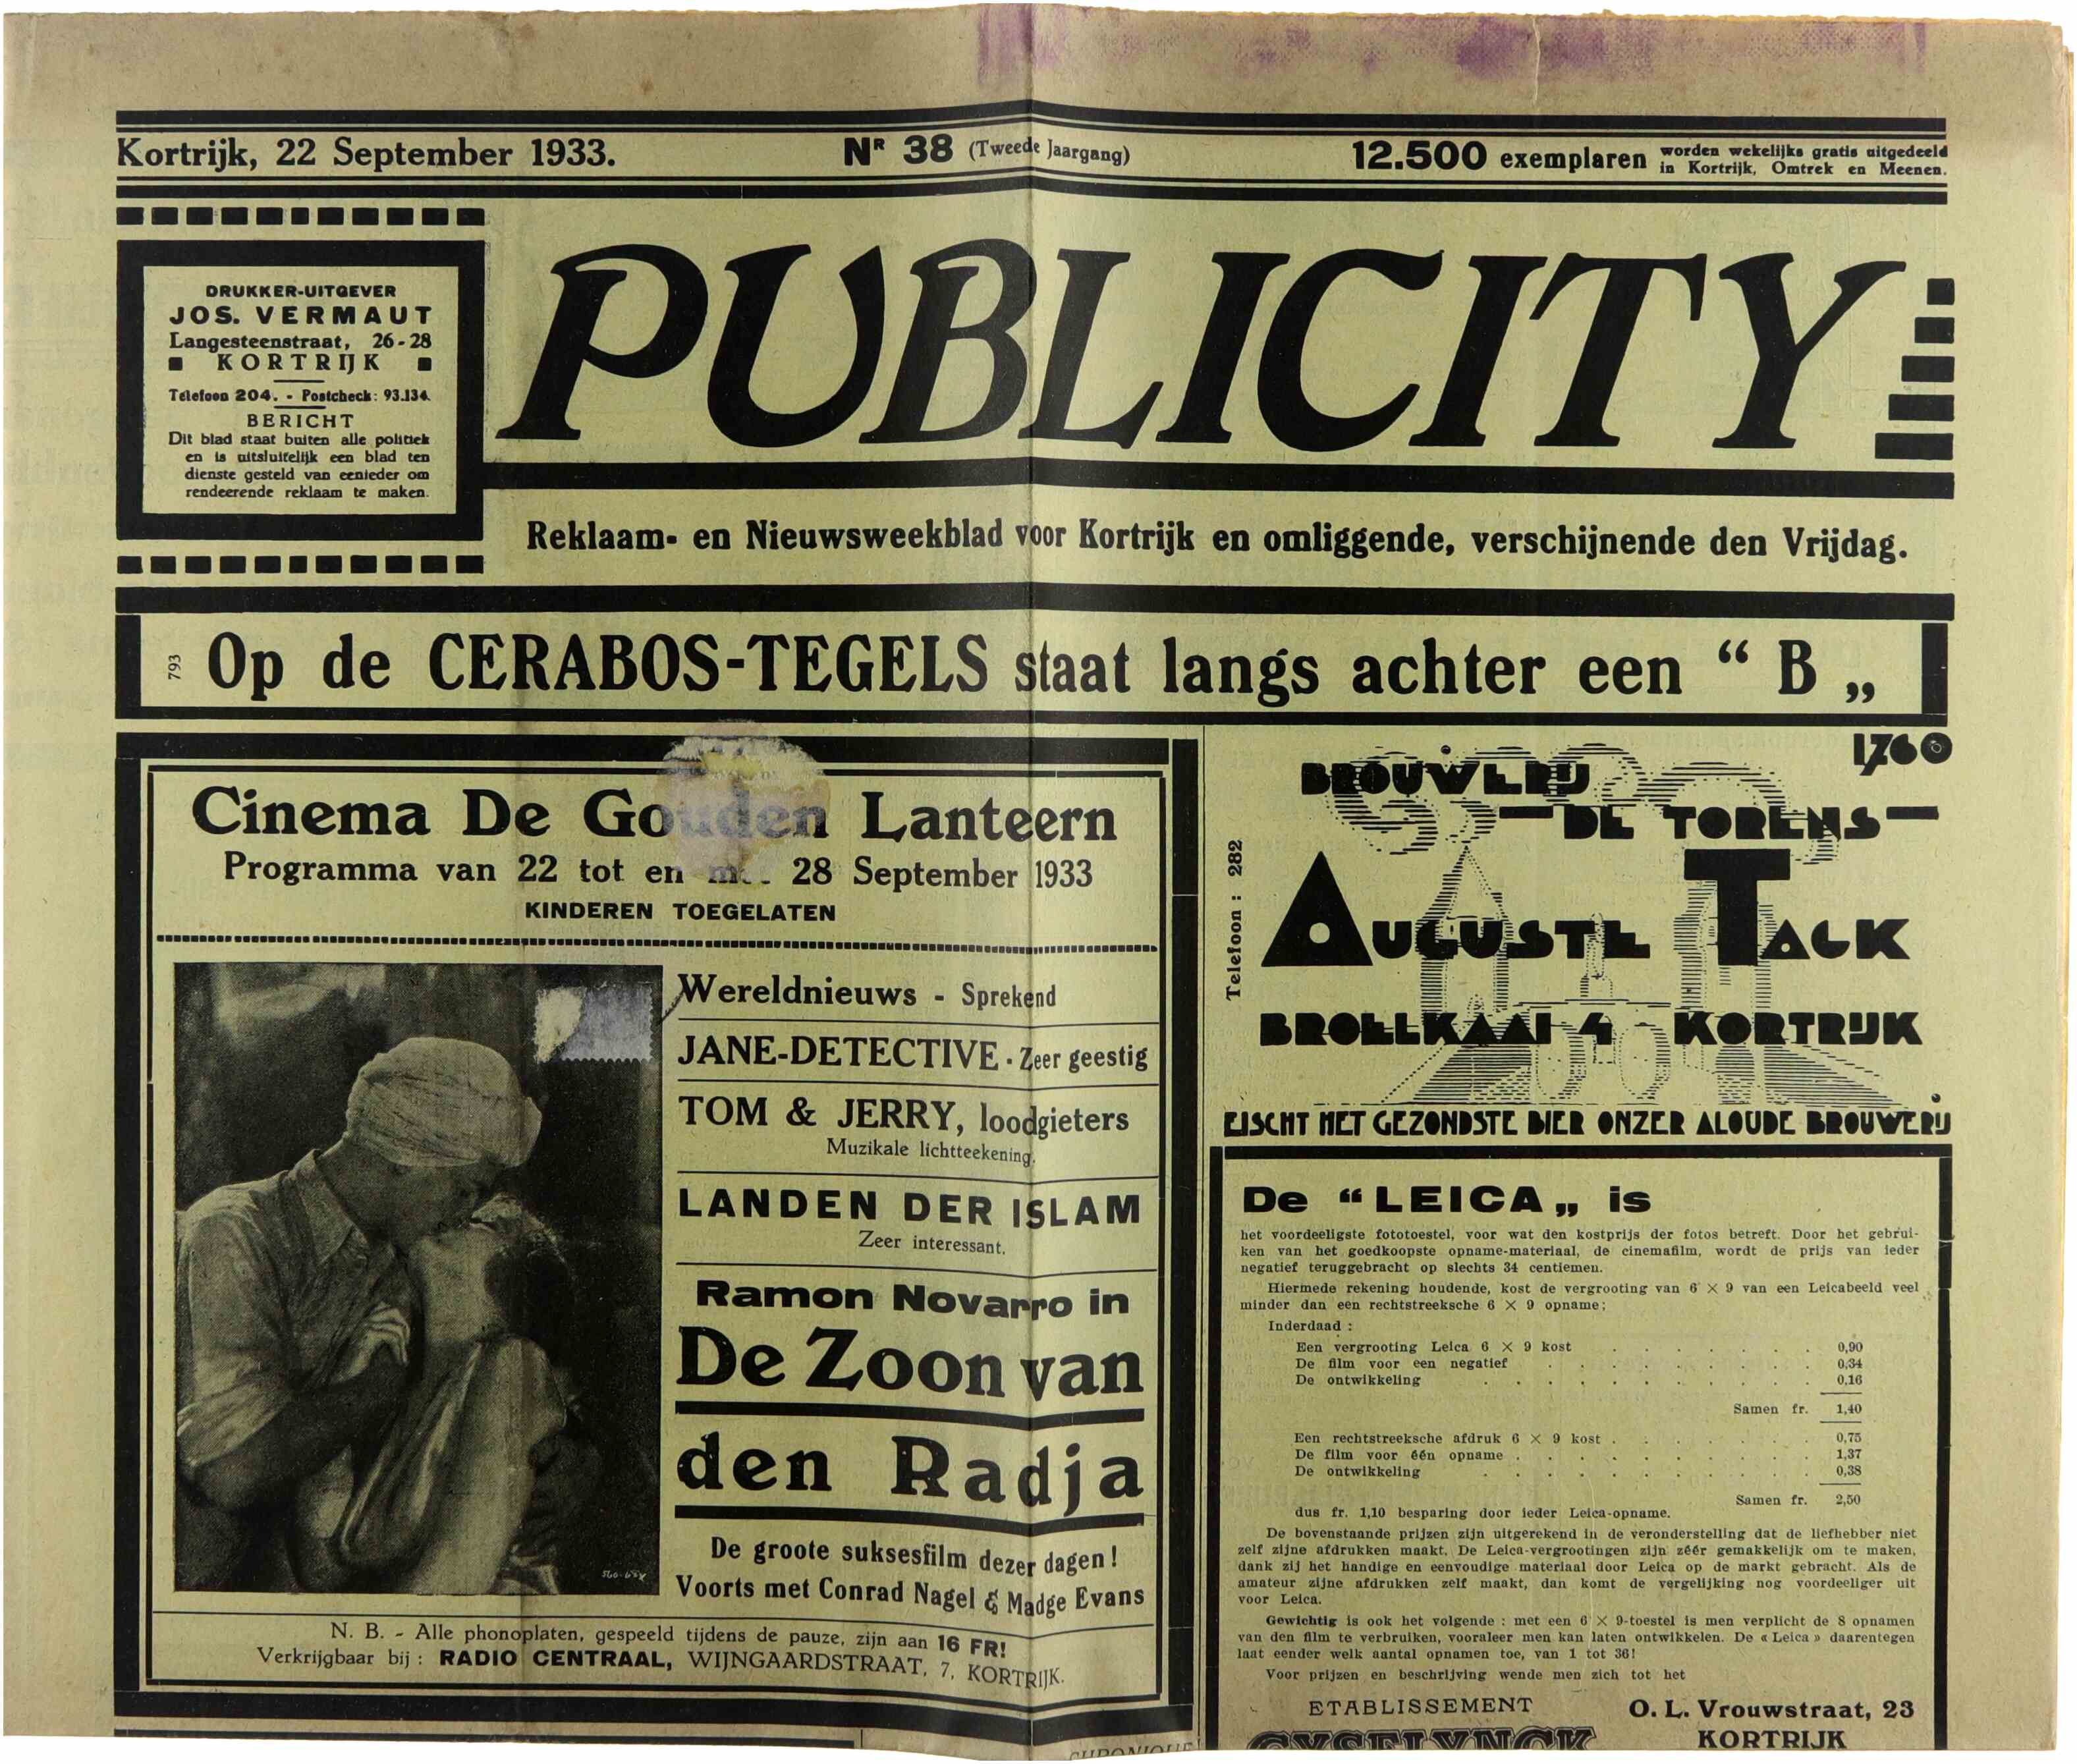 Kortrijk, 22 September 1933.
Nr 38 (Tweede Jaargang)
12.500 exemplaren worden wekelijks gratis uitgedeeld
in Kortrijk, Omtrek en Meenen.
DRUKKER-UITGEVER
JOS. VERMAUT
Langesteenstraat, 26-28
KORTRIJK
Telefoon 204. - Postcheck: 93.134.
BERICHT
Dit blad staat buiten alle politiek
en is uitsluitelijk een blad ten
dienste gesteld van eenieder om
rendeerende reklaam te maken.
PUBLICITY
Reklaam- en Nieuwsweekblad voor Kortrijk en omliggende, verschijnende den Vrijdag.
793
Op de CERABOS-TEGELS staat langs achter een “ B „
Cinema De Gouden Lanteern
Programma van 22 tot en met 28 September 1933
KINDEREN TOEGELATEN
Wereldnieuws - Sprekend
JANE-DETECTIVE - Zeer geestig
TOM & JERRY, loodgieters
Muzikale lichtteekening.
LANDEN DER ISLAM
Zeer interessant.
Ramon Novarro in
De Zoon van
den Radja
De groote suksesfilm dezer dagen !
Voorts met Conrad Nagel & Madge Evans
N. B. - Alle phonoplaten, gespeeld tijdens de pauze, zijn aan 16 FR!
Verkrijgbaar bij : RADIO CENTRAAL, WIJNGAARDSTRAAT, 7, KORTRIJK.
BROUWERIJ
DE TORENS
Telefoon : 282
AUGUSTE TACK
BROELKAAI 4 - KORTRIJK
EISCHT HET GEZONDSTE BIER ONZER ALOUDE BROUWERIJ
De “ LEICA „ is
het voordeeligste fototoestel, voor wat den kostprijs der fotos betreft. Door het gebrui-
ken van het goedkoopste opname-materiaal, de cinemafilm, wordt de prijs van ieder
negatief teruggebracht op slechts 34 centiemen.
Hiermede rekening houdende, kost de vergrooting van 6 × 9 van een Leicabeeld veel
minder dan een rechtstreeksche 6 × 9 opname;
Inderdaad :
Een vergrooting Leica 6 × 9 kost . . . . . . . 0,90
De film voor een negatief . . . . . . . . . 0,34
De ontwikkeling . . . . . . . . . . . 0,16
Samen fr. 1,40
Een rechtstreeksche afdruk 6 × 9 kost . . . . . . . 0,75
De film voor één opname . . . . . . . . . . 1,37
De ontwikkeling . . . . . . . . . . . 0,38
Samen fr. 2,50
dus fr. 1,10 besparing door ieder Leica-opname.
De bovenstaande prijzen zijn uitgerekend in de veronderstelling dat de liefhebber niet
zelf zijne afdrukken maakt. De Leica-vergrootingen zijn zéér gemakkelijk om te maken,
dank zij het handige en eenvoudige materiaal door Leica op de markt gebracht. Als de
amateur zijne afdrukken zelf maakt, dan komt de vergelijking nog voordeeliger uit
voor Leica.
Gewichtig is ook het volgende : met een 6 × 9-toestel is men verplicht de 8 opnamen
van den film te verbruiken, vooraleer men kan laten ontwikkelen. De « Leica » daarentegen
laat eender welk aantal opnamen toe, van 1 tot 36!
Voor prijzen en beschrijving wende men zich tot het
ETABLISSEMENT
GYSELYNCK
O. L. Vrouwstraat, 23
KORTRIJK